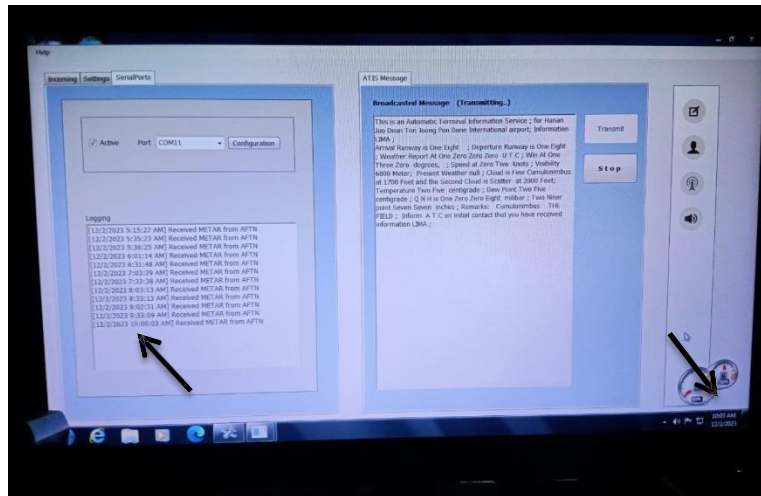 Help
Incoming Settings SerialPorts
Active Port COM11 Configuration
Logging
[12/2/2023 5:15:27 AM] Received METAR from AFTN
[12/2/2023 5:35:23 AM] Received METAR from AFTN
[12/2/2023 5:36:25 AM] Received METAR from AFTN
[12/2/2023 6:01:14 AM] Received METAR from AFTN
[12/2/2023 6:31:48 AM] Received METAR from AFTN
[12/2/2023 7:03:29 AM] Received METAR from AFTN
[12/2/2023 7:33:38 AM] Received METAR from AFTN
[12/2/2023 8:03:13 AM] Received METAR from AFTN
[12/2/2023 8:33:12 AM] Received METAR from AFTN
[12/2/2023 9:02:31 AM] Received METAR from AFTN
[12/2/2023 9:33:09 AM] Received METAR from AFTN
[12/2/2023 10:00:03 AM] Received METAR from AFTN
ATIS Message
Broadcasted Message (Transmitting..)
This is an Automatic Terminal Information Service ; for Hanan
Joo Doan Ton Joong Pon Done International airport; Information
LIMA ;
Arrival Runway is One Eight ; Deperture Runway is One Eight
; Weather Report At One Zero Zero Zero U T C ; Win At One
Three Zero degrees, ; Speed at Zero Two knots ; Visibility
6000 Meter; Present Weather null ; Cloud is Few Cumulonimbus
at 1700 Feet and the Second Cloud is Scatter at 2000 Feet;
Temperature Two Five centigrade ; Dew Point Two Five
centigrade ; Q N H is One Zero Zero Eight milibar ; Two Niner
point Seven Seven inches ; Remarks: Cumulonimbus THE
FIELD ; Inform A T C on initial contact that you have received
information LIMA ;
Transmit
Stop
10:03 AM
12/2/2023